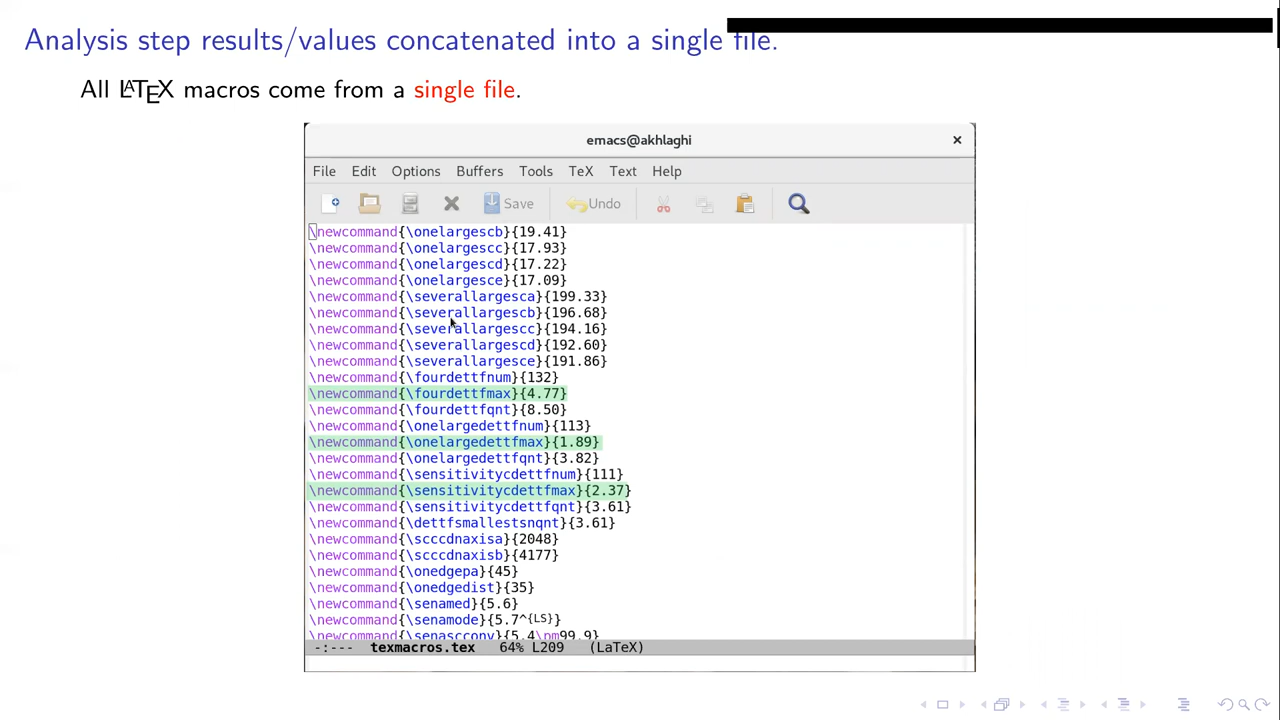 Analysis step results/values concatenated into a single file.
All LATEX macros come from a single file.
emacs@akhlaghi
File Edit Options Buffers Tools TeX Text Help
Save Undo
\newcommand{\onelargescb}{19.41}
\newcommand{\onelargescc}{17.93}
\newcommand{\onelargescd}{17.22}
\newcommand{\onelargesce}{17.09}
\newcommand{\severallargesca}{199.33}
\newcommand{\severallargescb}{196.68}
\newcommand{\severallargescc}{194.16}
\newcommand{\severallargescd}{192.60}
\newcommand{\severallargesce}{191.86}
\newcommand{\fourdettfnum}{132}
\newcommand{\fourdettfmax}{4.77}
\newcommand{\fourdettfqnt}{8.50}
\newcommand{\onelargedettfnum}{113}
\newcommand{\onelargedettfmax}{1.89}
\newcommand{\onelargedettfqnt}{3.82}
\newcommand{\sensitivitycdettfnum}{111}
\newcommand{\sensitivitycdettfmax}{2.37}
\newcommand{\sensitivitycdettfqnt}{3.61}
\newcommand{\dettfsmallestsnqnt}{3.61}
\newcommand{\scccdnaxisa}{2048}
\newcommand{\scccdnaxisb}{4177}
\newcommand{\onedgepa}{45}
\newcommand{\onedgedist}{35}
\newcommand{\senamed}{5.6}
\newcommand{\senamode}{5.7^{LS}}
\newcommand{\senascconv}{5.4\pm99.9}
-:--- texmacros.tex 64% L209 (LaTeX)